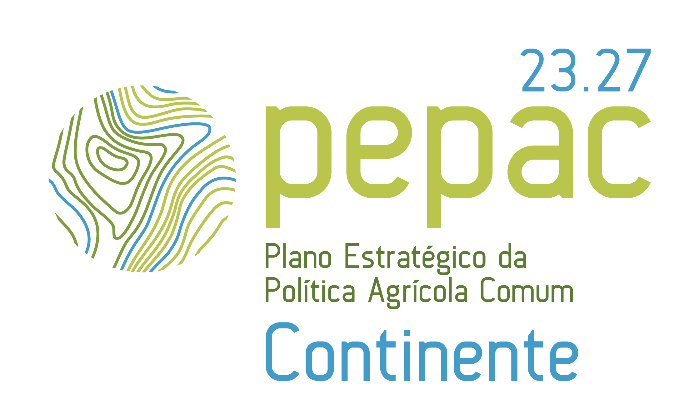 23.27
pepac
Plano Estratégico da
Política Agrícola Comum
Continente